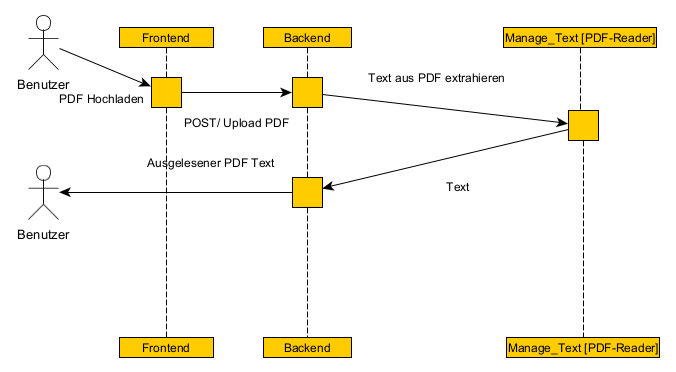 Frontend
Backend
Manage_Text [PDF-Reader]
Benutzer
PDF Hochladen
Text aus PDF extrahieren
POST/ Upload PDF
Ausgelesener PDF Text
Text
Benutzer
Frontend
Backend
Manage_Text [PDF-Reader]